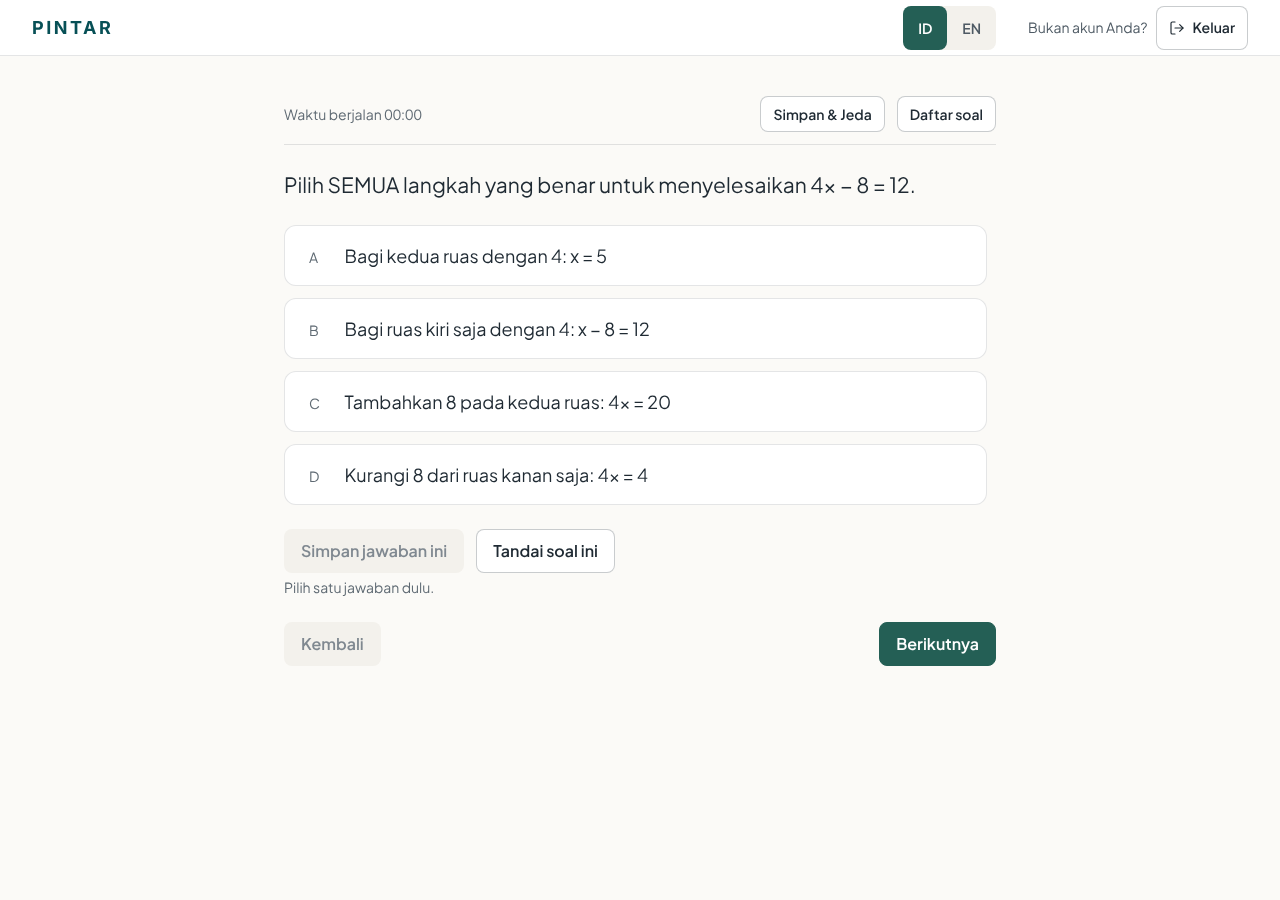 PINTAR
ID EN Bukan akun Anda? Keluar
Waktu berjalan 00:00 Simpan & Jeda Daftar soal
Pilih SEMUA langkah yang benar untuk menyelesaikan 4x − 8 = 12.
A Bagi kedua ruas dengan 4: x = 5
B Bagi ruas kiri saja dengan 4: x − 8 = 12
C Tambahkan 8 pada kedua ruas: 4x = 20
D Kurangi 8 dari ruas kanan saja: 4x = 4
Simpan jawaban ini Tandai soal ini
Pilih satu jawaban dulu.
Kembali Berikutnya